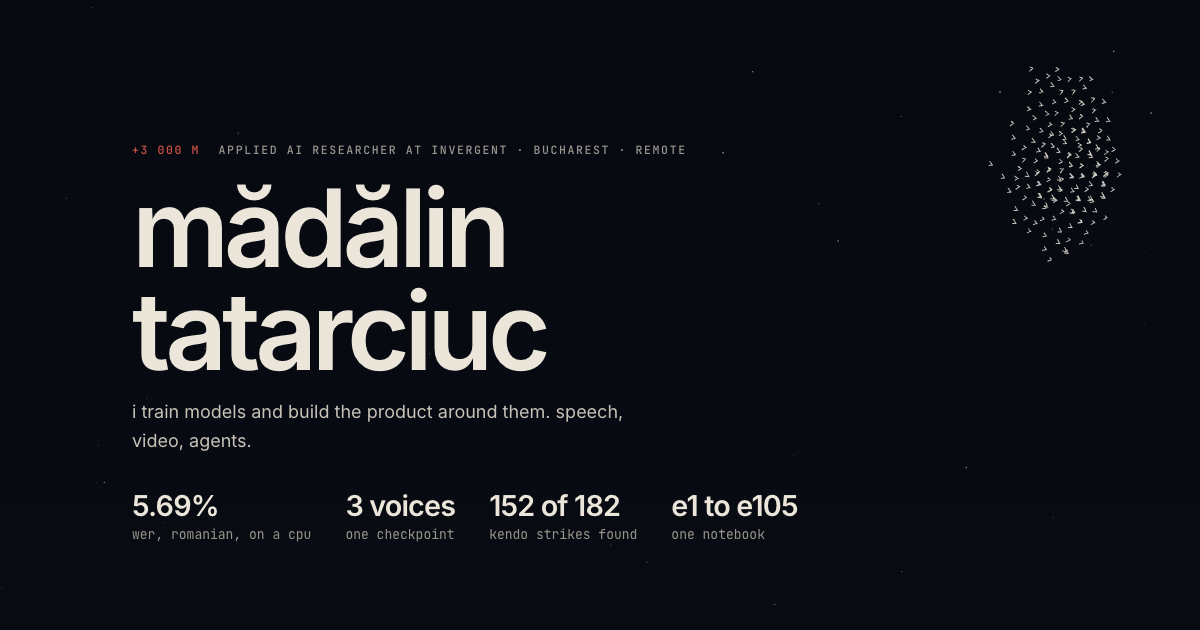 +3 000 M APPLIED AI RESEARCHER AT INVERGENT · BUCHAREST · REMOTE
mădălin
tatarciuc
i train models and build the product around them. speech,
video, agents.
5.69% 3 voices 152 of 182 e1 to e105
wer, romanian, on a cpu one checkpoint kendo strikes found one notebook